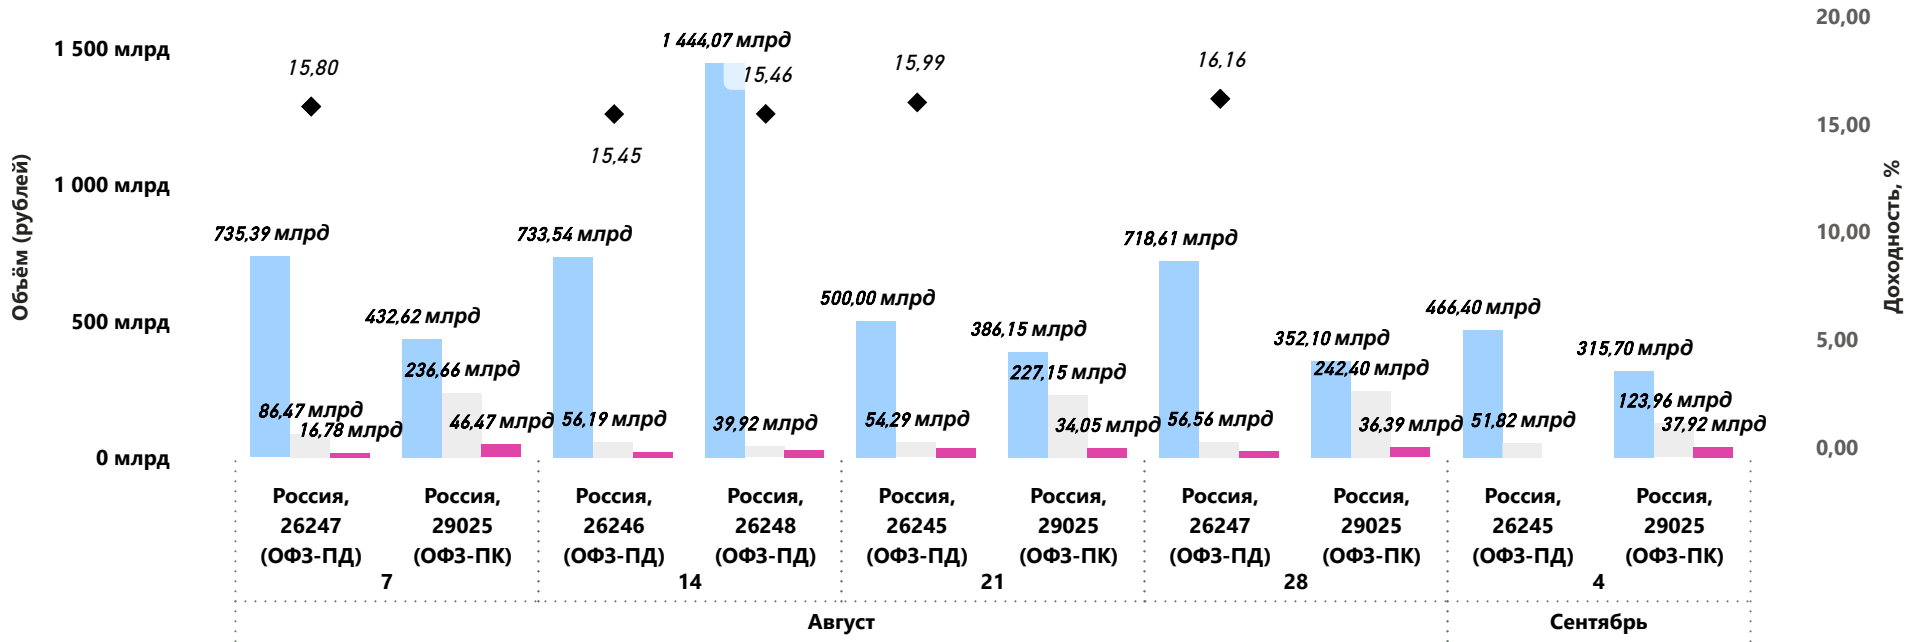 20,00
1 500 млрд
15,80
1 444,07 млрд
15,46
15,99
16,16
15,45
15,00
1 000 млрд
735,39 млрд
733,54 млрд
718,61 млрд
10,00
Объём (рублей)
Доходность, %
500 млрд
432,62 млрд
500,00 млрд
386,15 млрд
352,10 млрд
466,40 млрд
315,70 млрд
5,00
236,66 млрд
227,15 млрд
242,40 млрд
86,47 млрд
16,78 млрд
46,47 млрд
56,19 млрд
39,92 млрд
54,29 млрд
34,05 млрд
56,56 млрд
36,39 млрд
51,82 млрд
123,96 млрд
37,92 млрд
0 млрд
0,00
Россия,
26247
(ОФЗ-ПД)
Россия,
29025
(ОФЗ-ПК)
Россия,
26246
(ОФЗ-ПД)
Россия,
26248
(ОФЗ-ПД)
Россия,
26245
(ОФЗ-ПД)
Россия,
29025
(ОФЗ-ПК)
Россия,
26247
(ОФЗ-ПД)
Россия,
29025
(ОФЗ-ПК)
Россия,
26245
(ОФЗ-ПД)
Россия,
29025
(ОФЗ-ПК)
7
14
21
28
4
Август
Сентябрь